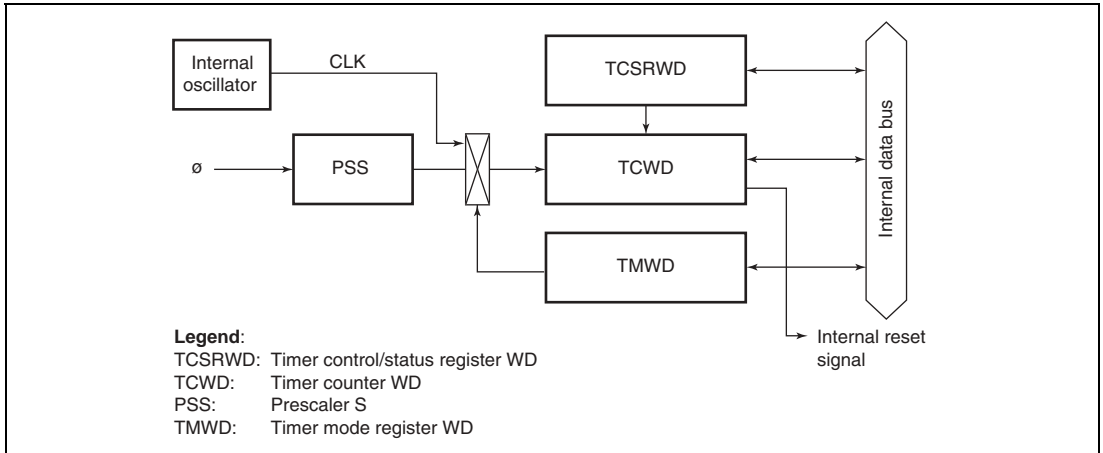 Internal
oscillator
CLK
TCSRWD
ø
PSS
TCWD
TMWD
Internal data bus
Internal reset
signal
Legend:
TCSRWD: Timer control/status register WD
TCWD: Timer counter WD
PSS: Prescaler S
TMWD: Timer mode register WD